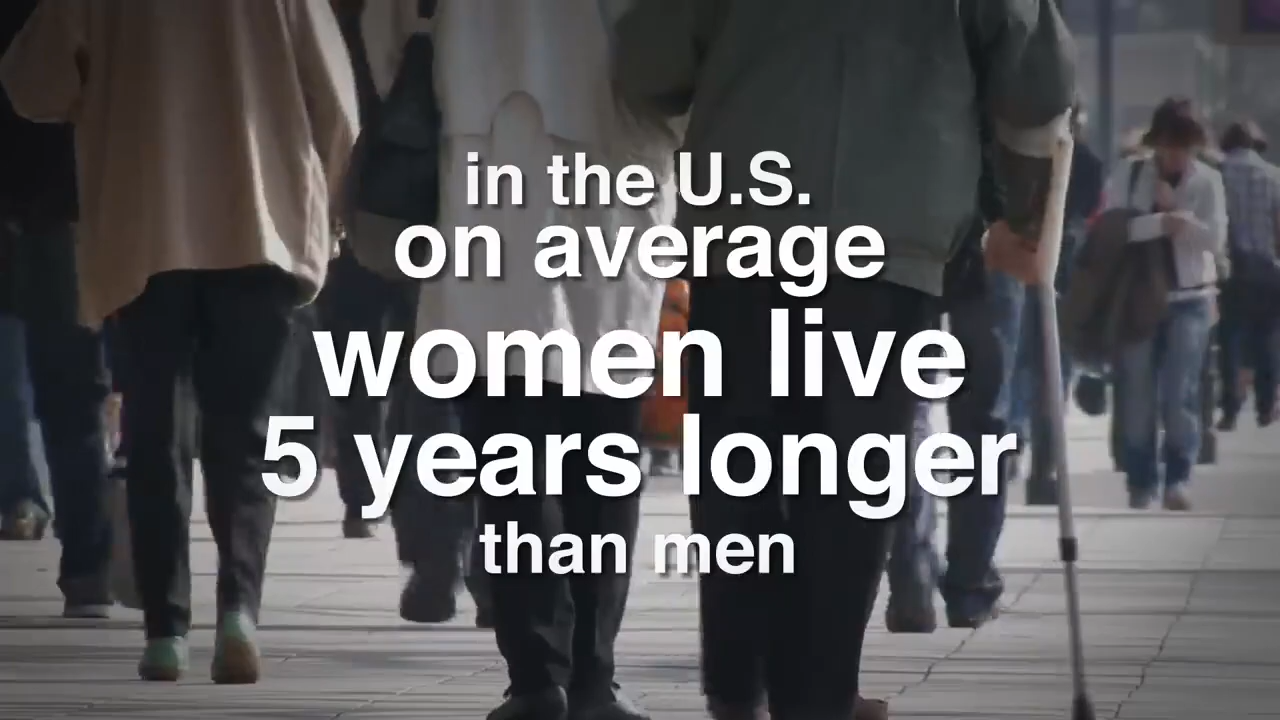 in the U.S.
on average
women live
5 years longer
than men